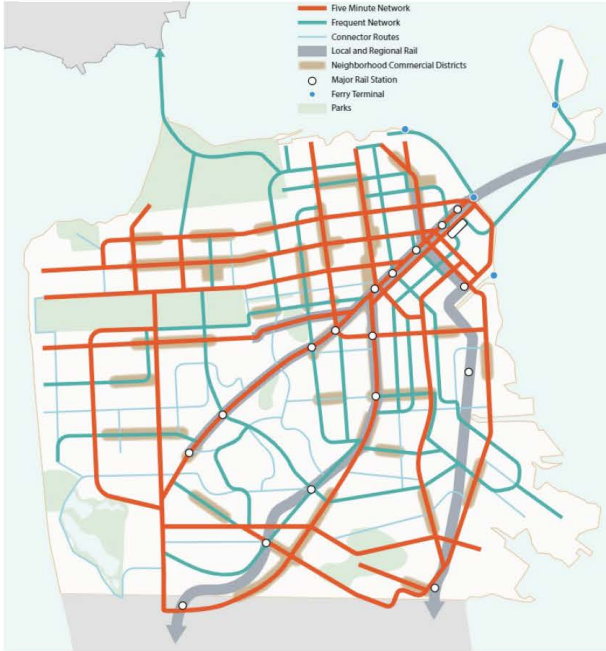 Five Minute Network
Frequent Network
Connector Routes
Local and Regional Rail
Neighborhood Commercial Districts
Major Rail Station
Ferry Terminal
Parks